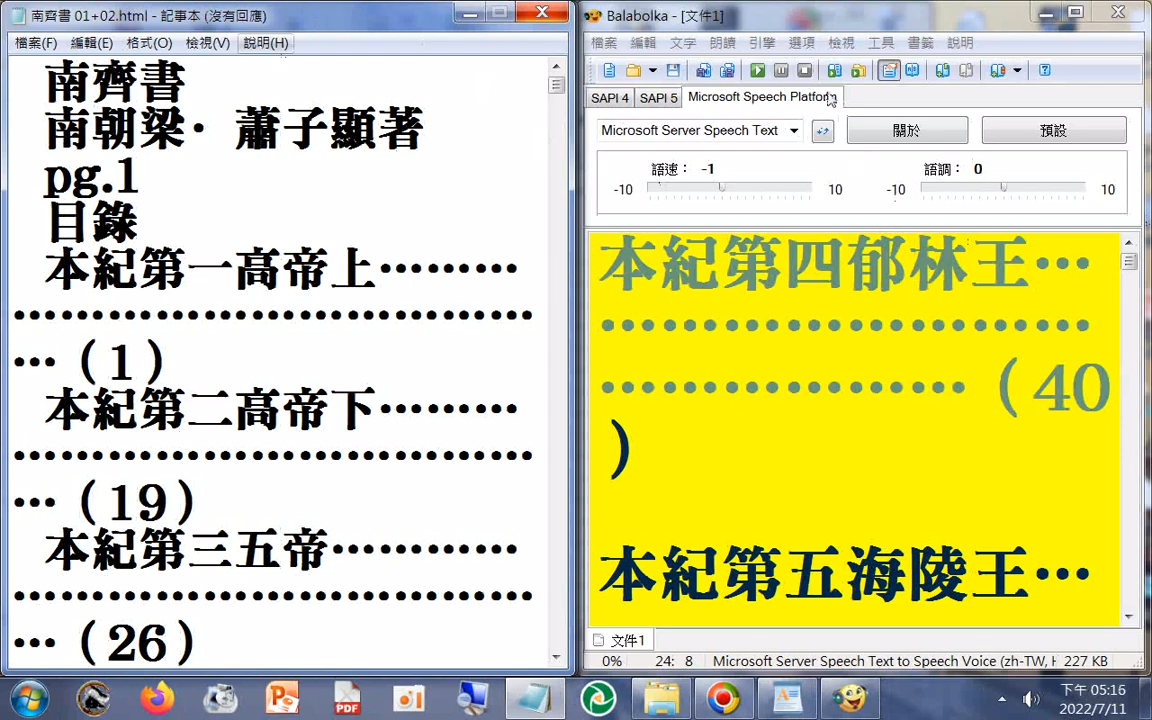 南齊書 01+02.html - 記事本 (沒有回應)
檔案(F) 編輯(E) 格式(O) 檢視(V) 說明(H)
南齊書
南朝梁· 蕭子顯著
pg.1
目錄
本紀第一高帝上………
………………………………
…（1）
本紀第二高帝下………
………………………………
…（19）
本紀第三五帝…………
………………………………
…（26）
Balabolka - [文件1]
檔案 編輯 文字 朗讀 引擎 選項 檢視 工具 書籤 說明
SAPI 4 SAPI 5 Microsoft Speech Platform
Microsoft Server Speech Text 關於 預設
語速： -1 語調： 0
-10 10 -10 10
本紀第四郁林王…
………………………
………………（40
）
本紀第五海陵王…
文件1
0% 24: 8 Microsoft Server Speech Text to Speech Voice (zh-TW, H 227 KB
PDF
下午 05:16
2022/7/11